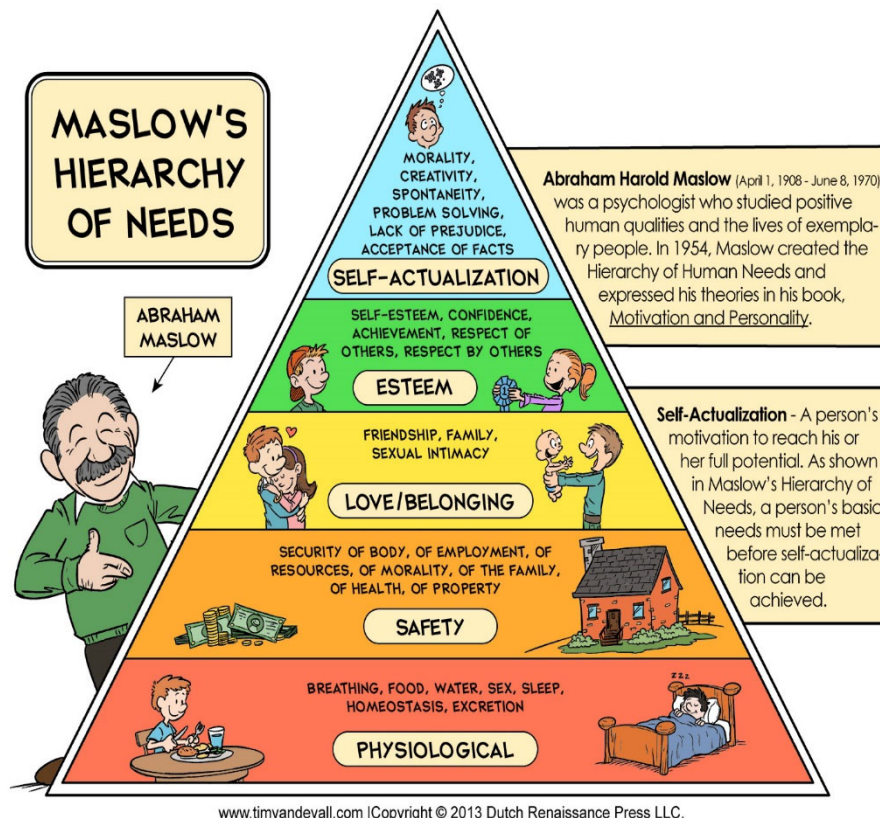 MASLOW'S
HIERARCHY
OF NEEDS
ABRAHAM
MASLOW
MORALITY,
CREATIVITY,
SPONTANEITY,
PROBLEM SOLVING,
LACK OF PREJUDICE,
ACCEPTANCE OF FACTS
SELF-ACTUALIZATION
Abraham Harold Maslow (April 1, 1908 - June 8, 1970)
was a psychologist who studied positive
human qualities and the lives of exempla-
ry people. In 1954, Maslow created the
Hierarchy of Human Needs and
expressed his theories in his book,
Motivation and Personality.
SELF-ESTEEM, CONFIDENCE,
ACHIEVEMENT, RESPECT OF
OTHERS, RESPECT BY OTHERS
ESTEEM
1
Self-Actualization - A person's
motivation to reach his or
her full potential. As shown
in Maslow's Hierarchy of
Needs, a person's basic
needs must be met
before self-actualiza-
tion can be
achieved.
FRIENDSHIP, FAMILY,
SEXUAL INTIMACY
LOVE/BELONGING
SECURITY OF BODY, OF EMPLOYMENT, OF
RESOURCES, OF MORALITY, OF THE FAMILY,
OF HEALTH, OF PROPERTY
SAFETY
zzz
BREATHING, FOOD, WATER, SEX, SLEEP,
HOMEOSTASIS, EXCRETION
PHYSIOLOGICAL
www.timvandevall.com |Copyright © 2013 Dutch Renaissance Press LLC.